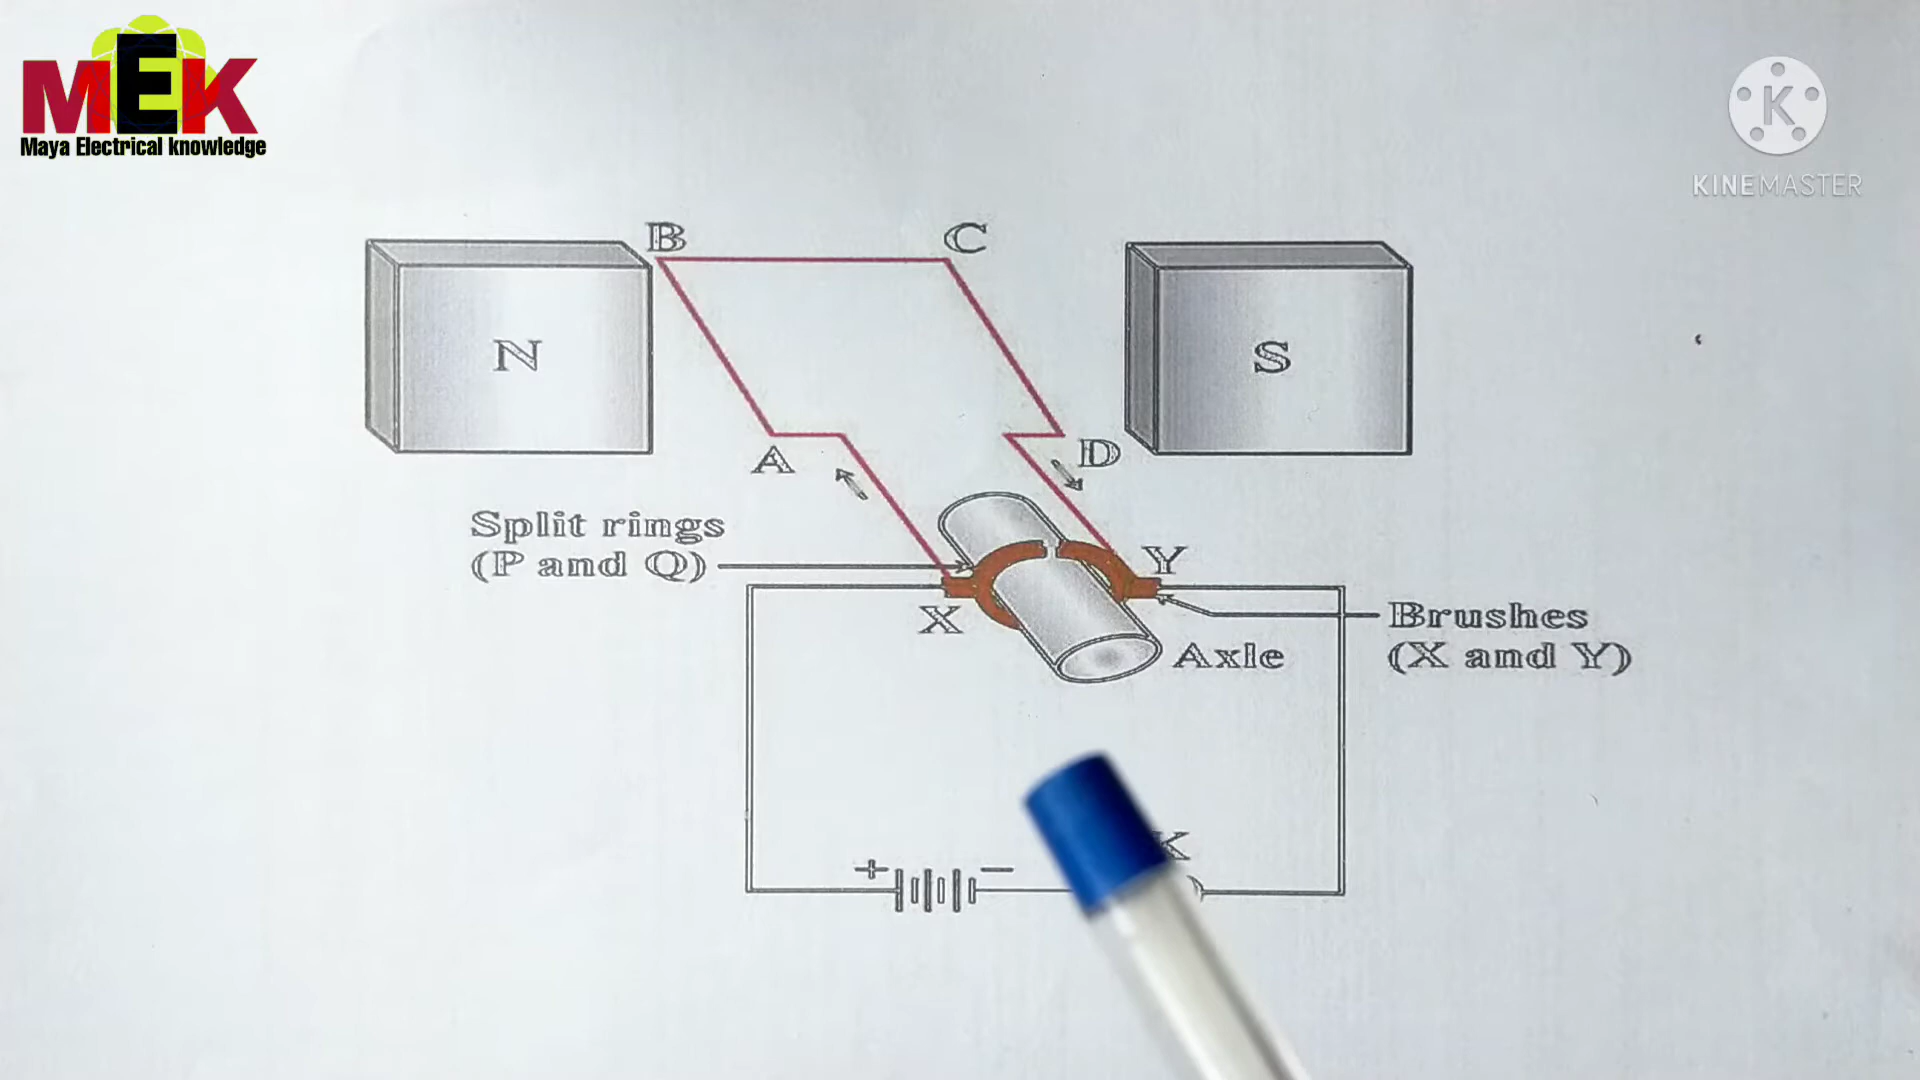 MEK
Maya Electrical knowledge
K
KINEMASTER
B
C
N
S
A
D
Split rings
(P and Q)
X
Y
Brushes
(X and Y)
Axle
K
+
−